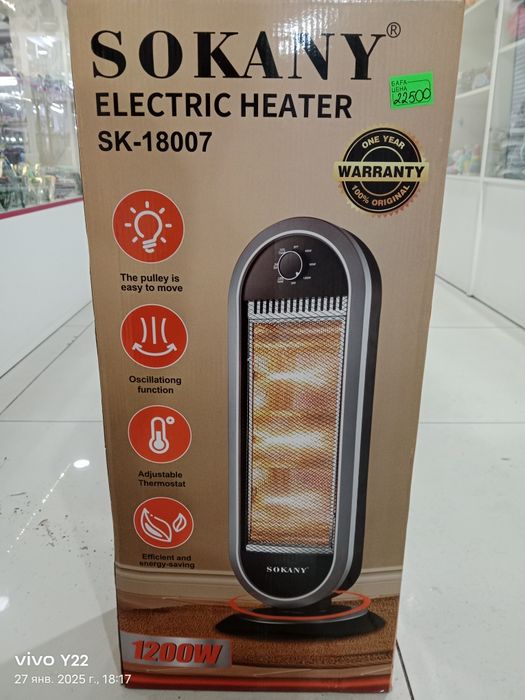 SOKANY®
БАҒА
ЦЕНА
22500
ELECTRIC HEATER
SK-18007
ONE YEAR
WARRANTY
100% ORIGINAL
The pulley is
easy to move
Oscillationg
function
Adjustable
Thermostat
Efficient and
energy-saving
SOKANY
1200W
vivo Y22
27 янв. 2025 г., 18:17